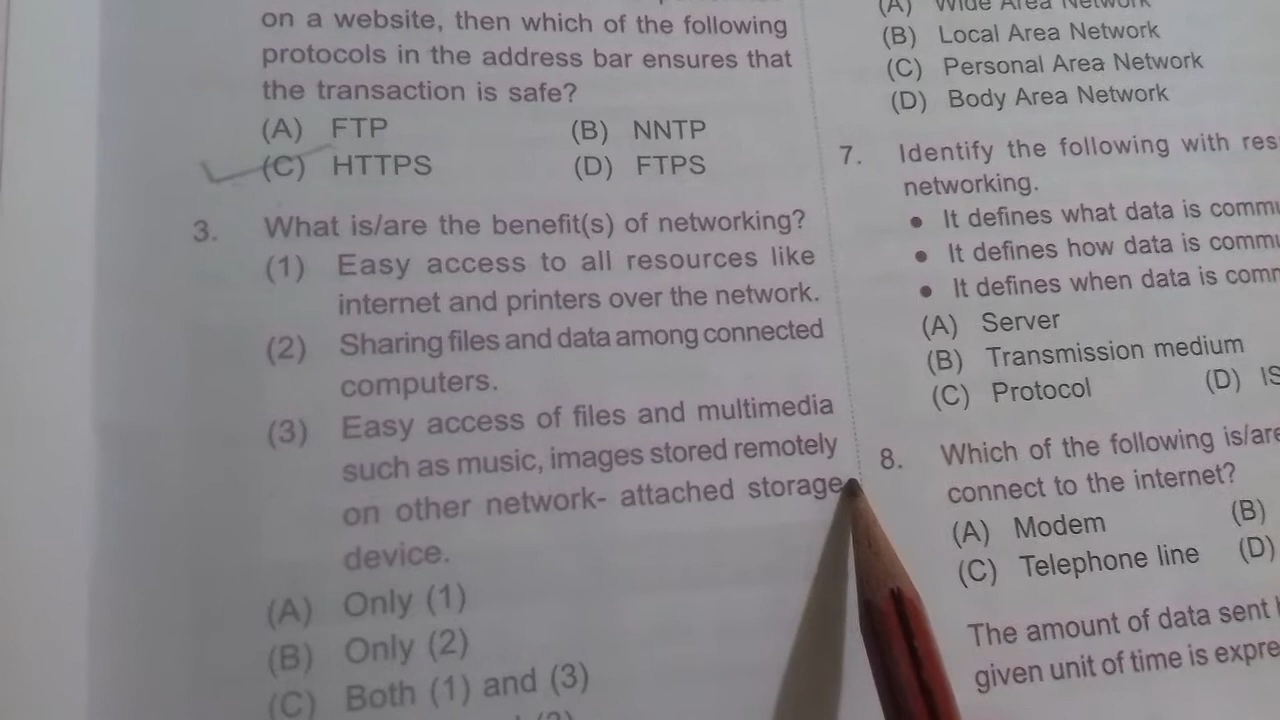 on a website, then which of the following
protocols in the address bar ensures that
the transaction is safe?
(A) FTP (B) NNTP
(C) HTTPS (D) FTPS
3. What is/are the benefit(s) of networking?
(1) Easy access to all resources like
internet and printers over the network.
(2) Sharing files and data among connected
computers.
(3) Easy access of files and multimedia
such as music, images stored remotely
on other network- attached storage
device.
(A) Only (1)
(B) Only (2)
(C) Both (1) and (3)
(A) Wide Area Network
(B) Local Area Network
(C) Personal Area Network
(D) Body Area Network
7. Identify the following with res
networking.
• It defines what data is commu
• It defines how data is commu
• It defines when data is comm
(A) Server
(B) Transmission medium
(C) Protocol (D) IS
8. Which of the following is/are
connect to the internet?
(A) Modem (B)
(C) Telephone line (D)
The amount of data sent
given unit of time is expre